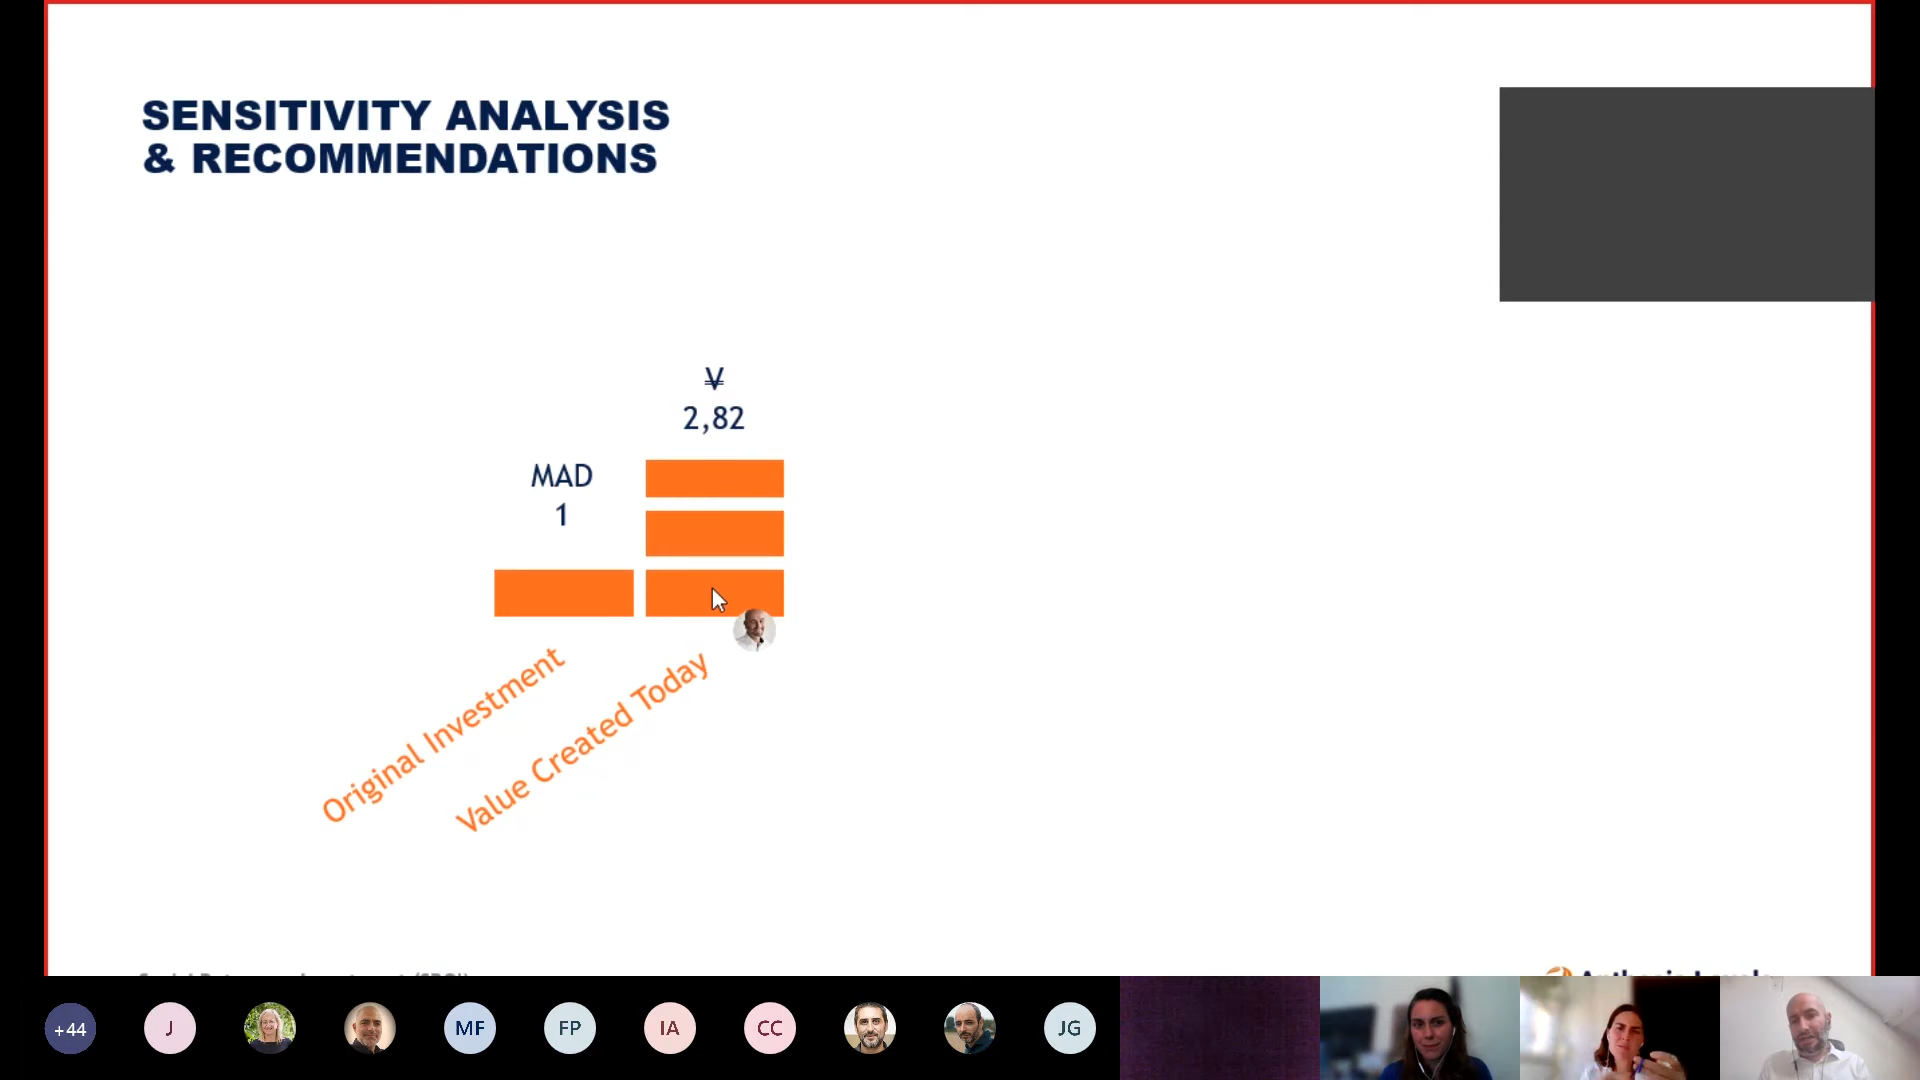 SENSITIVITY ANALYSIS
& RECOMMENDATIONS
¥
2,82
MAD
1
Original Investment
Value Created Today
+44
J
MF
FP
IA
CC
JG